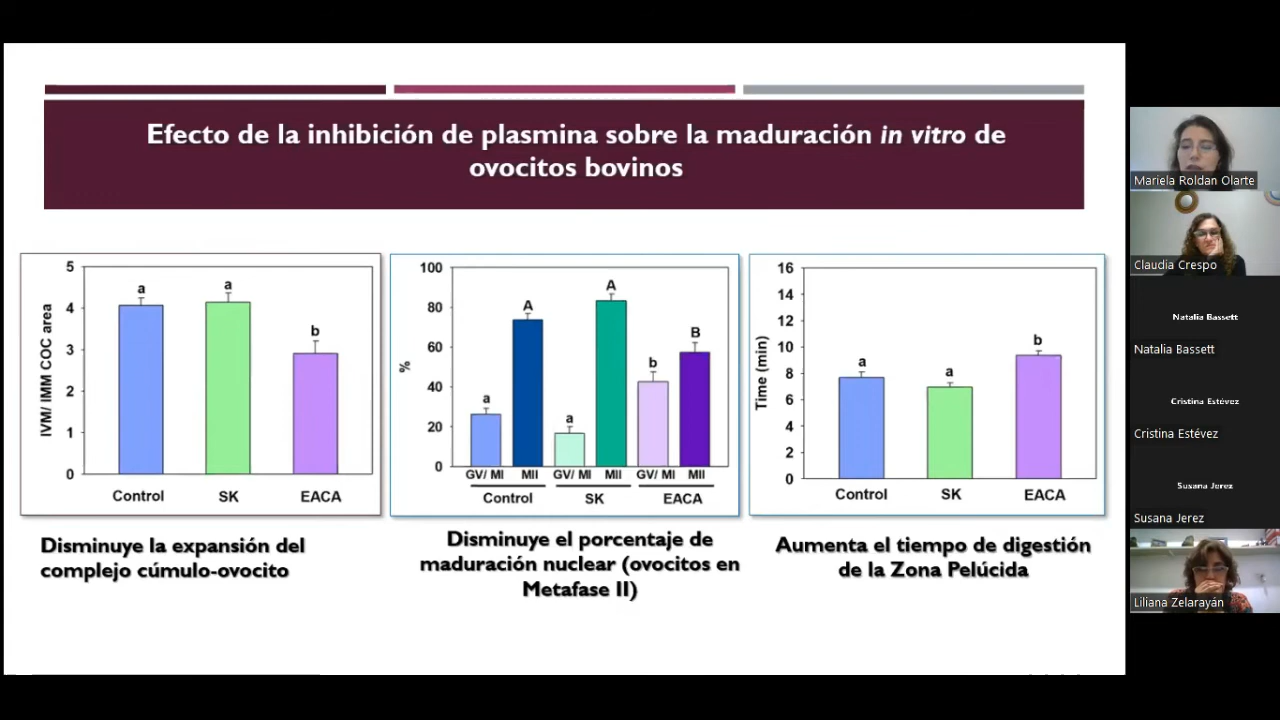 Efecto de la inhibición de plasmina sobre la maduración in vitro de
ovocitos bovinos
IVM/ IMM COC area
5
4
3
2
1
0
a
a
b
Control
SK
EACA
Disminuye la expansión del
complejo cúmulo-ovocito
%
100
80
60
40
20
0
a
A
a
A
b
B
GV/ MI
MII
GV/ MI
MII
GV/ MI
MII
Control
SK
EACA
Disminuye el porcentaje de
maduración nuclear (ovocitos en
Metafase II)
Time (min)
16
14
12
10
8
6
4
2
0
a
a
b
Control
SK
EACA
Aumenta el tiempo de digestión
de la Zona Pelúcida
Mariela Roldan Olarte
Claudia Crespo
Natalia Bassett
Natalia Bassett
Cristina Estévez
Cristina Estévez
Susana Jerez
Susana Jerez
Liliana Zelarayán